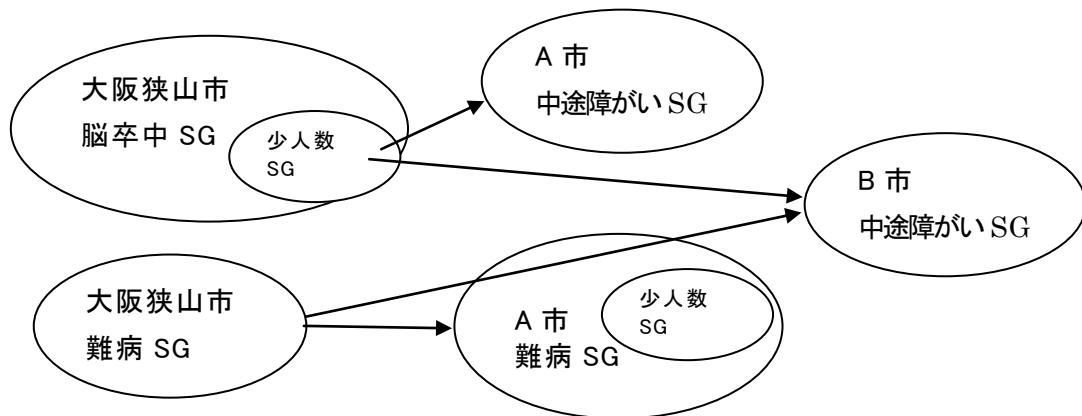 大阪狭山市
脳卒中 SG
少人数
SG
A 市
中途障がい SG
B 市
中途障がい SG
大阪狭山市
難病 SG
A 市
難病 SG
少人数
SG